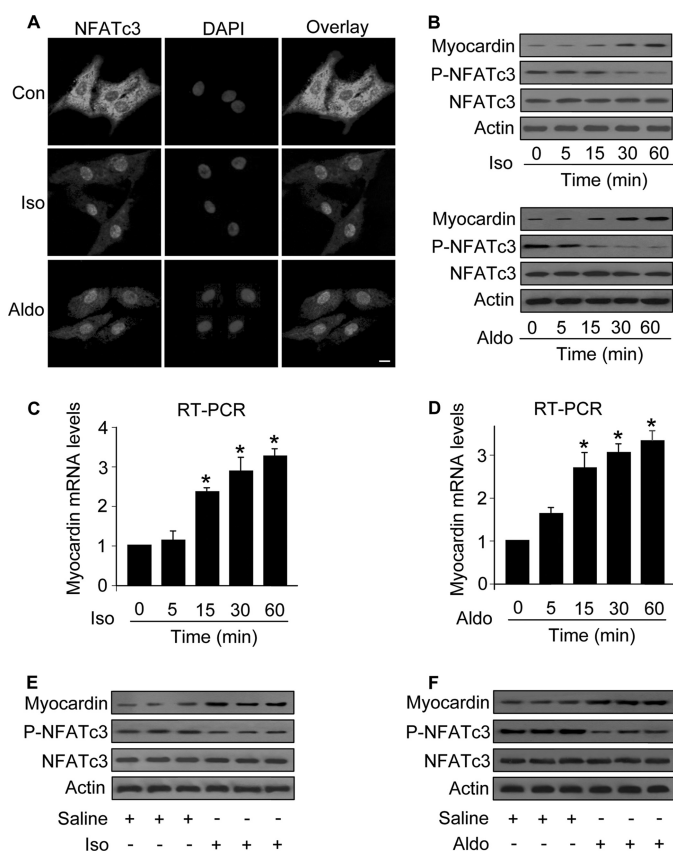 A
NFATc3 DAPI Overlay
Con
Iso
Aldo
B
Myocardin
P-NFATc3
NFATc3
Actin
0 5 15 30 60
Iso
Time (min)
Myocardin
P-NFATc3
NFATc3
Actin
0 5 15 30 60
Aldo
Time (min)
C
RT-PCR
Myocardin mRNA levels
4
3
2
1
0
* * *
0 5 15 30 60
Iso
Time (min)
D
RT-PCR
Myocardin mRNA levels
3
2
1
0
* * *
0 5 15 30 60
Aldo
Time (min)
E
Myocardin
P-NFATc3
NFATc3
Actin
Saline + + + - - -
Iso - - - + + +
F
Myocardin
P-NFATc3
NFATc3
Actin
Saline + + + - - -
Aldo - - - + + +